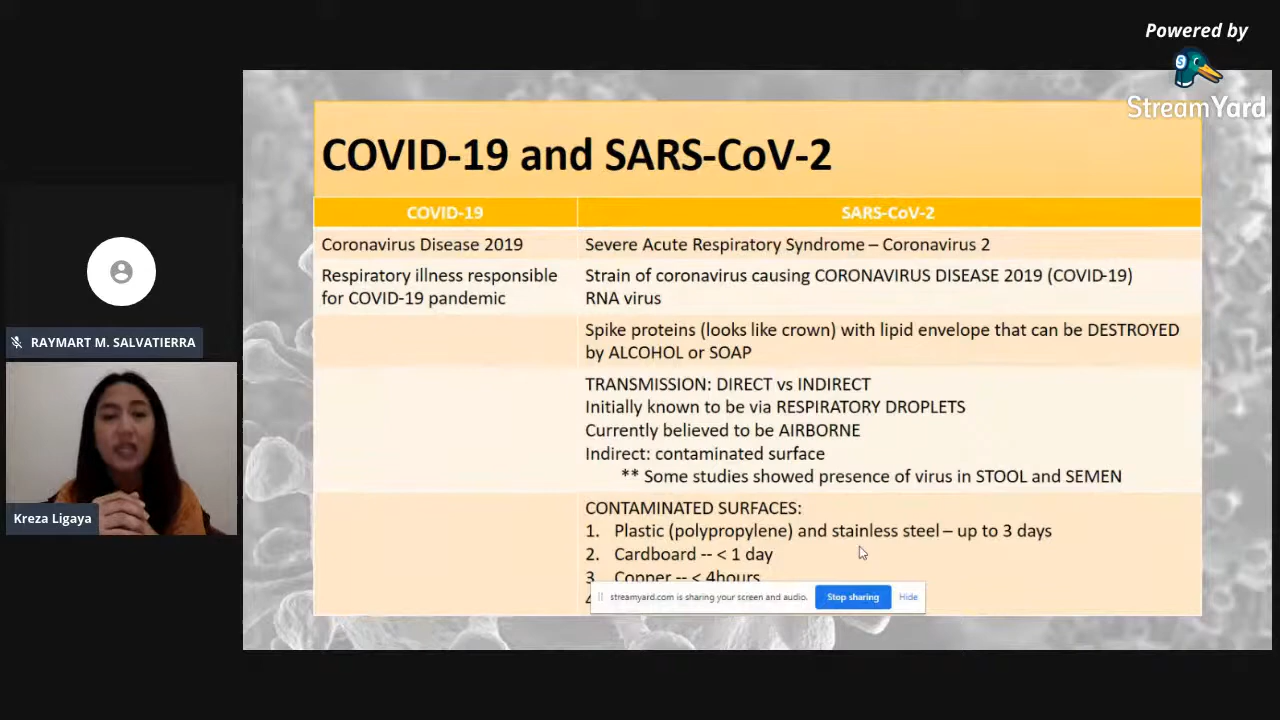 Powered by
StreamYard
COVID-19 and SARS-CoV-2
COVID-19
SARS-CoV-2
Coronavirus Disease 2019
Severe Acute Respiratory Syndrome – Coronavirus 2
Respiratory illness responsible
for COVID-19 pandemic
Strain of coronavirus causing CORONAVIRUS DISEASE 2019 (COVID-19)
RNA virus
Spike proteins (looks like crown) with lipid envelope that can be DESTROYED
by ALCOHOL or SOAP
TRANSMISSION: DIRECT vs INDIRECT
Initially known to be via RESPIRATORY DROPLETS
Currently believed to be AIRBORNE
Indirect: contaminated surface
** Some studies showed presence of virus in STOOL and SEMEN
CONTAMINATED SURFACES:
1. Plastic (polypropylene) and stainless steel – up to 3 days
2. Cardboard -- < 1 day
3. Copper -- < 4hours
streamyard.com is sharing your screen and audio.
Stop sharing
Hide
RAYMART M. SALVATIERRA
Kreza Ligaya